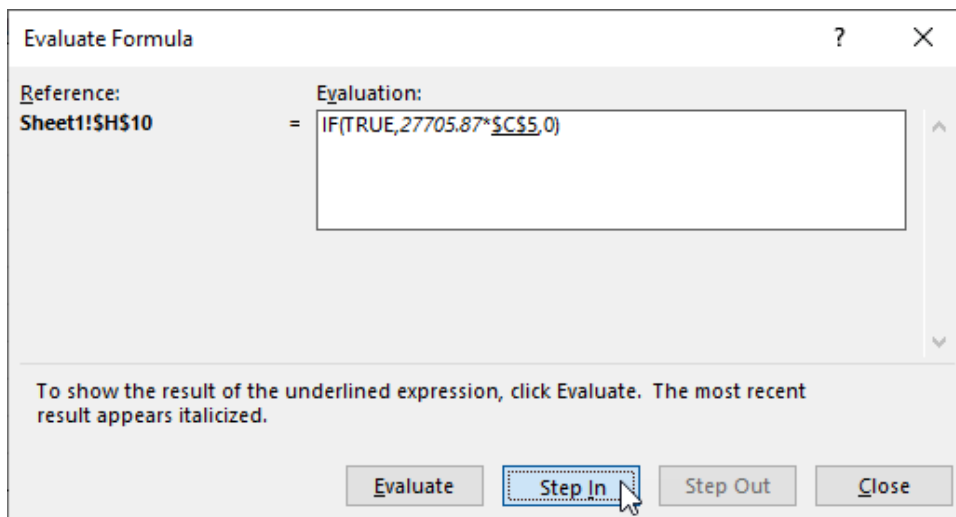 Evaluate Formula ? X
Reference: Evaluation:
Sheet1!$H$10 = IF(TRUE,27705.87*$C$5,0)
To show the result of the underlined expression, click Evaluate. The most recent
result appears italicized.
Evaluate Step In Step Out Close